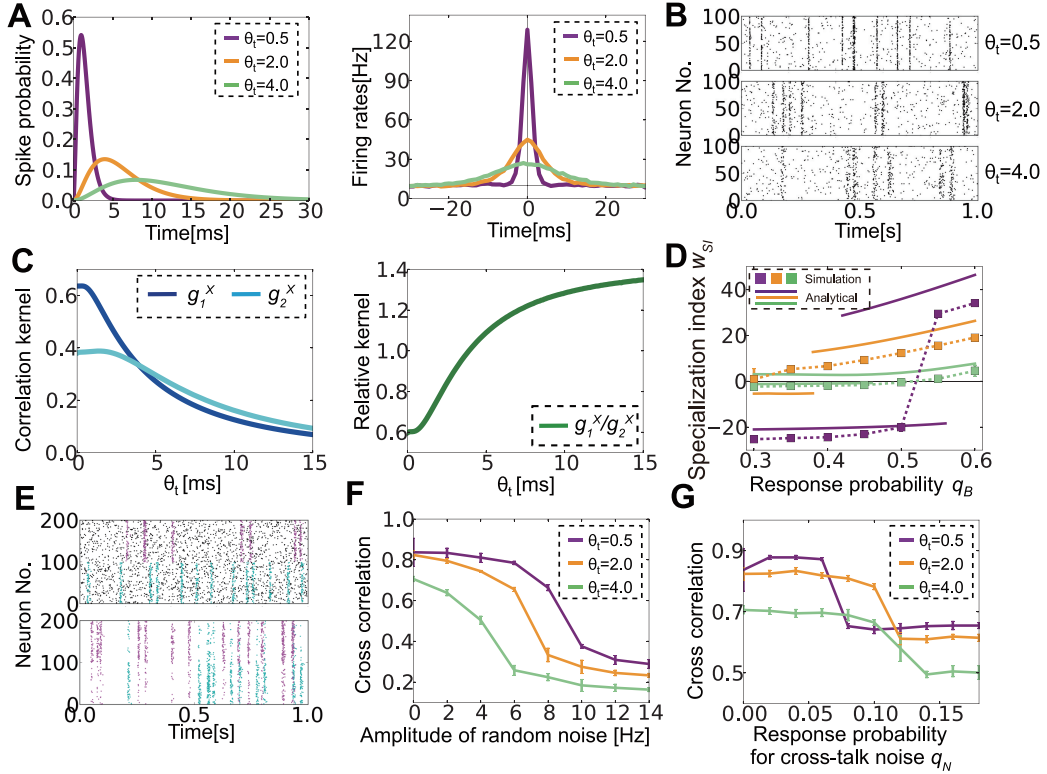 A
Spike probability
0.6
0.5
0.4
0.3
0.2
0.1
0.0
0 5 10 15 20 25 30
Time[ms]
θt=0.5
θt=2.0
θt=4.0
Firing rates[Hz]
120
90
60
30
0
−20 0 20
Time[ms]
θt=0.5
θt=2.0
θt=4.0
B
Neuron No.
100
50
0
100
50
0
100
50
0
θt=0.5
θt=2.0
θt=4.0
0.0 0.5 1.0
Time[s]
C
Correlation kernel
0.6
0.4
0.2
0.0
0 5 10 15
θt [ms]
g1X g2X
Relative kernel
1.4
1.2
1.0
0.8
0.6
0 5 10 15
θt [ms]
g1X/g2X
D
Specialization index wSI
40
20
0
−20
0.3 0.4 0.5 0.6
Response probability qB
Simulation
Analytical
E
Neuron No.
200
100
0
200
100
0
0.0 0.5 1.0
Time[s]
F
Cross correlation
1.0
0.8
0.6
0.4
0.2
0 2 4 6 8 10 12 14
Amplitude of random noise [Hz]
θt=0.5
θt=2.0
θt=4.0
G
Cross correlation
0.9
0.7
0.5
0.00 0.05 0.10 0.15
Response probability
for cross-talk noise qN
θt=0.5
θt=2.0
θt=4.0